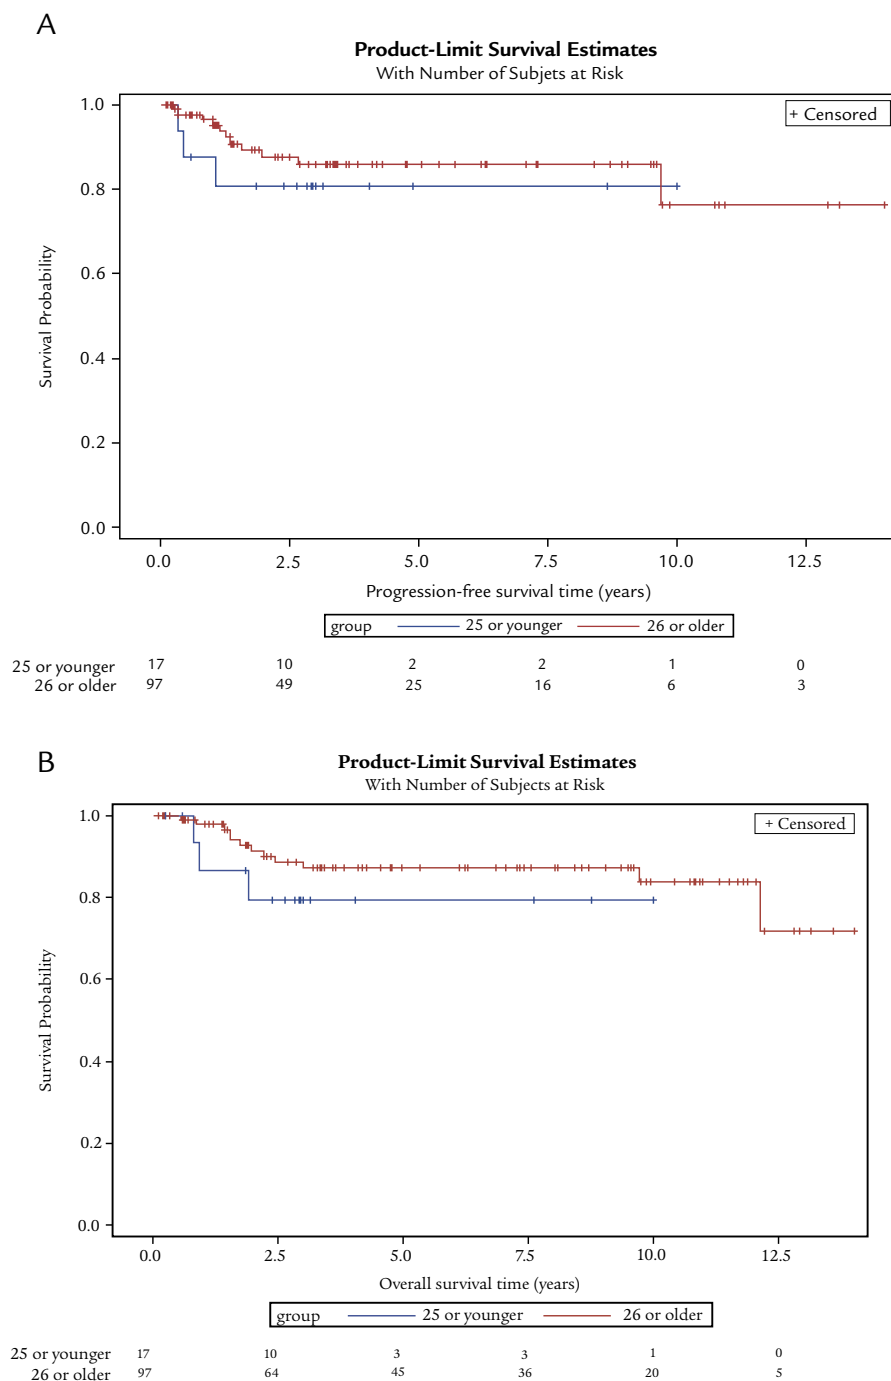 A
Product-Limit Survival Estimates
With Number of Subjets at Risk
+ Censored
1.0
0.8
0.6
0.4
0.2
0.0
Survival Probability
0.0 2.5 5.0 7.5 10.0 12.5
Progression-free survival time (years)
group 25 or younger 26 or older
25 or younger 17 10 2 2 1 0
26 or older 97 49 25 16 6 3
B
Product-Limit Survival Estimates
With Number of Subjects at Risk
+ Censored
1.0
0.8
0.6
0.4
0.2
0.0
Survival Probability
0.0 2.5 5.0 7.5 10.0 12.5
Overall survival time (years)
group 25 or younger 26 or older
25 or younger 17 10 3 3 1 0
26 or older 97 64 45 36 20 5